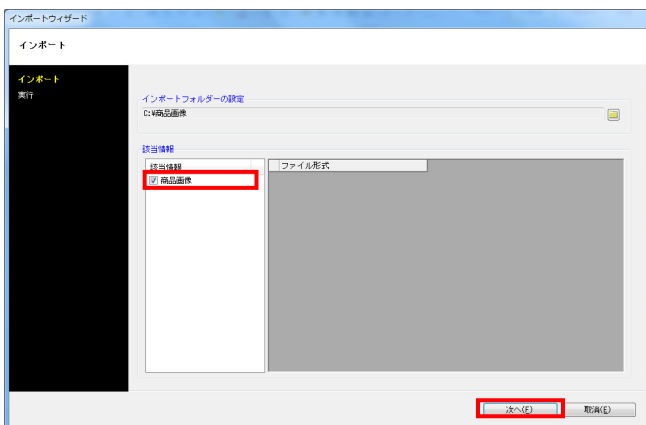 インポートウィザード
インポート
インポート
実行
インポートフォルダーの設定
C:¥商品画像
該当情報
該当情報 ファイル形式
商品画像
次へ(F) 取消(E)